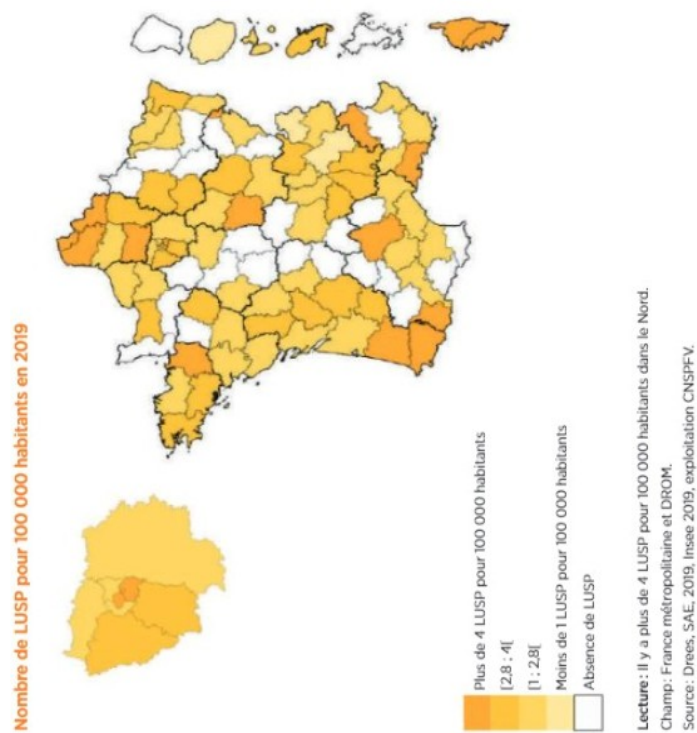 Nombre de LUSP pour 100 000 habitants en 2019
Plus de 4 LUSP pour 100 000 habitants
[2,8 ; 4[
[1 ; 2,8[
Moins de 1 LUSP pour 100 000 habitants
Absence de LUSP
Lecture : Il y a plus de 4 LUSP pour 100 000 habitants dans le Nord.
Champ : France métropolitaine et DROM.
Source : Drees, SAE, 2019, Insee 2019, exploitation CNSPFV.